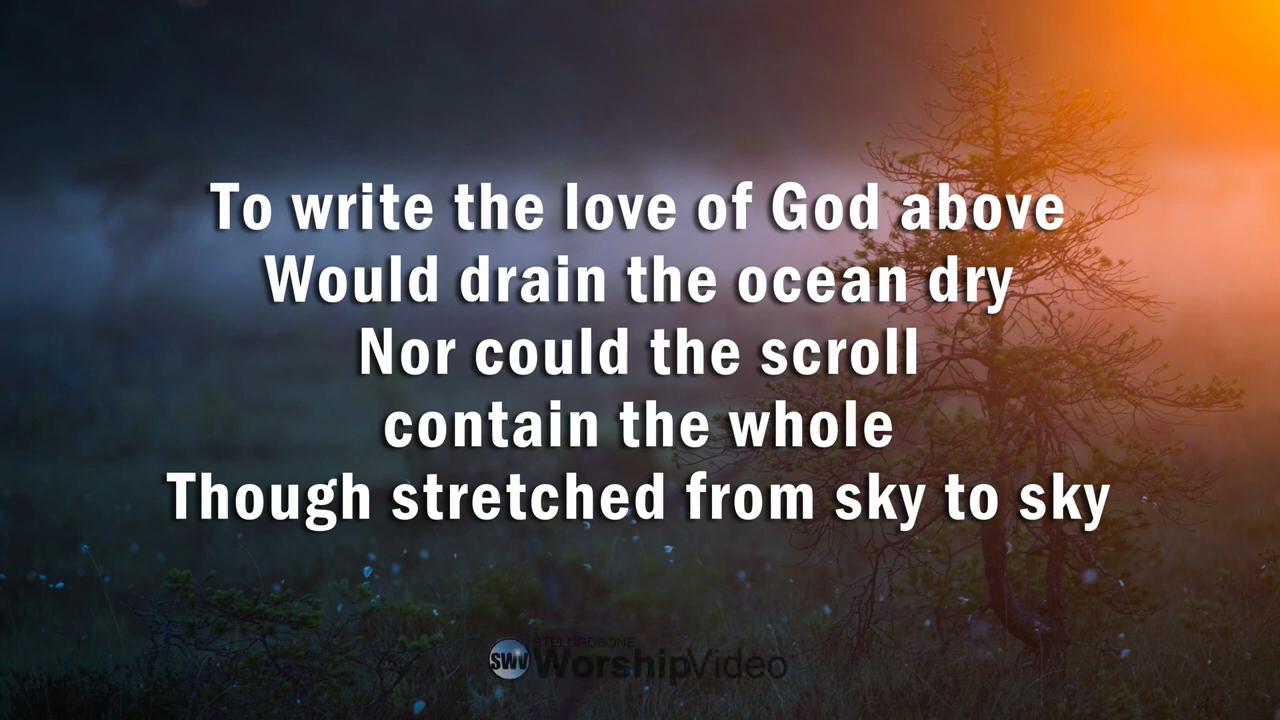 To write the love of God above
Would drain the ocean dry
Nor could the scroll
contain the whole
Though stretched from sky to sky
SWV
WorshipVideo